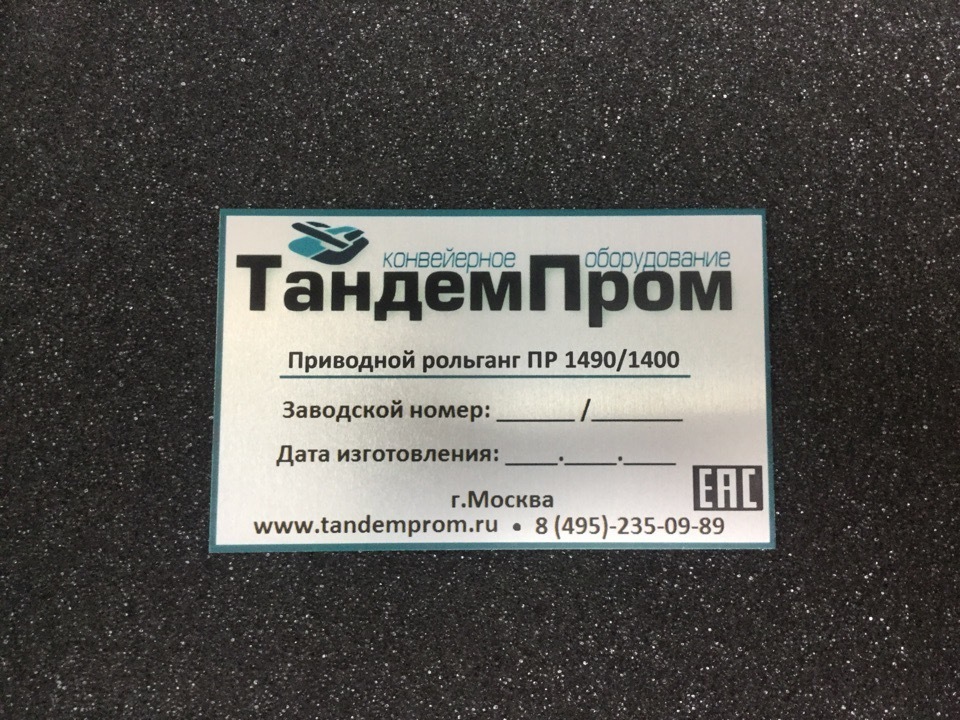 конвейерное оборудование
ТандемПром
Приводной рольганг ПР 1490/1400
Заводской номер: ______ /_______
Дата изготовления: ____.____.____
г.Москва
EAC
www.tandemprom.ru • 8 (495)-235-09-89